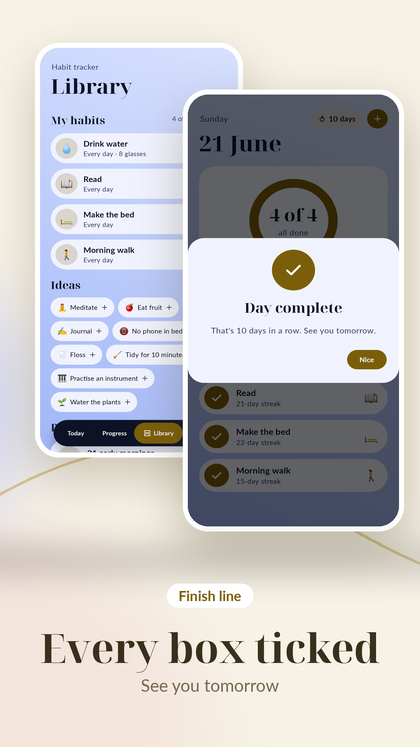 Habit tracker
Library
My habits
4 of
Drink water
Every day · 8 glasses
Read
Every day
Make the bed
Every day
Morning walk
Every day
Ideas
Meditate +
Eat fruit +
Journal +
No phone in bed
Floss +
Tidy for 10 minute
Practise an instrument +
Water the plants +
Today
Progress
Library
Sunday
10 days
+
21 June
4 of 4
all done
Day complete
That's 10 days in a row. See you tomorrow.
Nice
Read
21-day streak
Make the bed
22-day streak
Morning walk
15-day streak
Finish line
Every box ticked
See you tomorrow